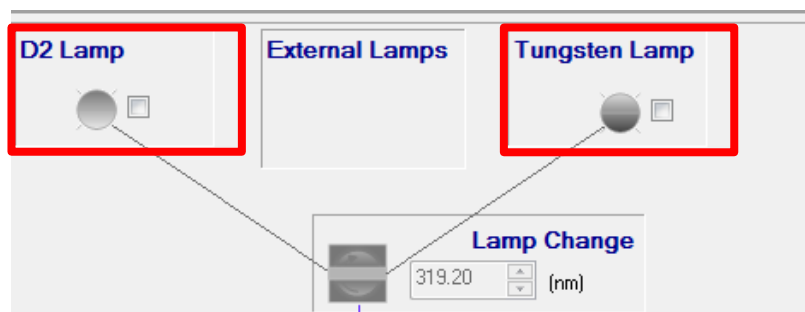 D2 Lamp
External Lamps
Tungsten Lamp
Lamp Change
319.20 (nm)